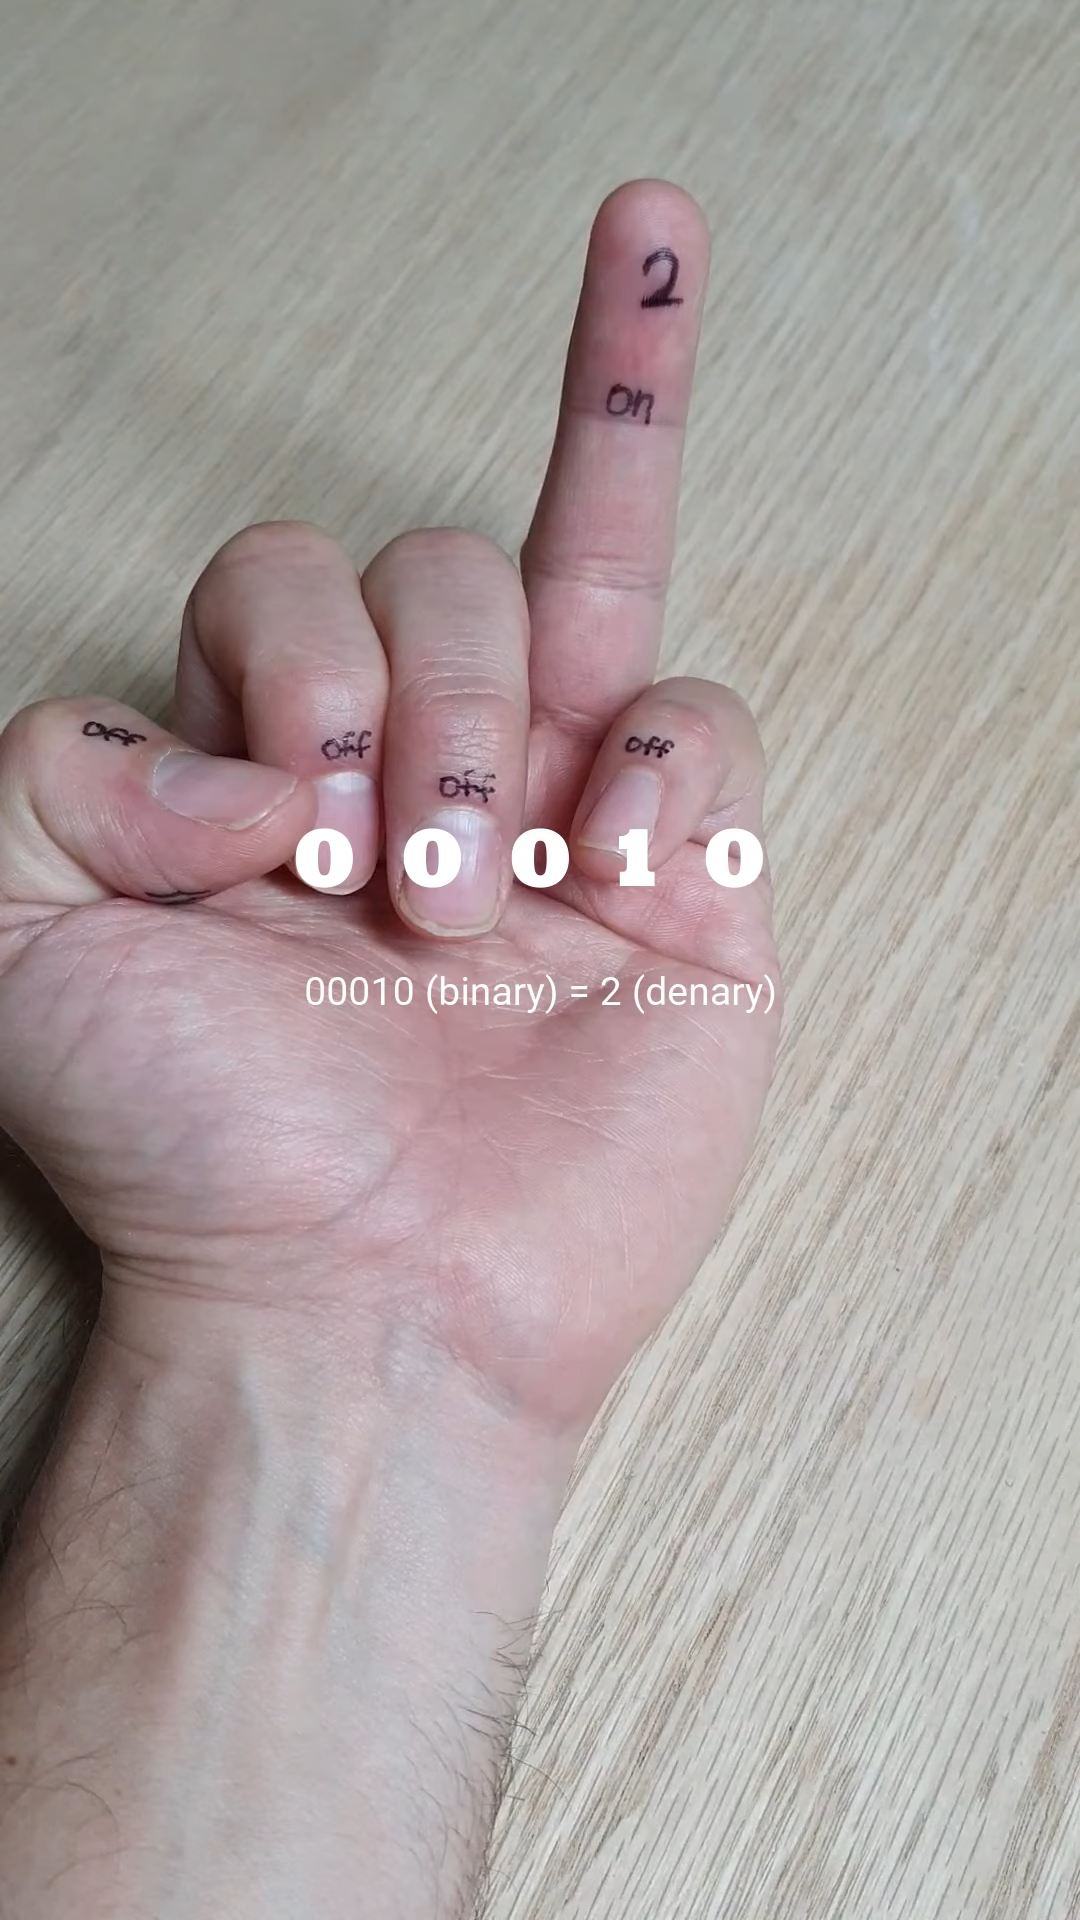 2
on
off
off
off
off
0 0 0 1 0
00010 (binary) = 2 (denary)